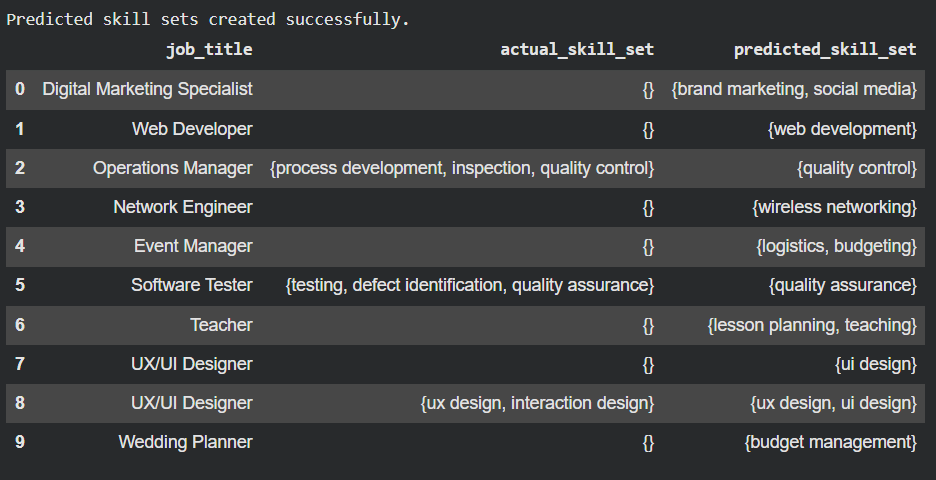 Predicted skill sets created successfully.
job_title actual_skill_set predicted_skill_set
0 Digital Marketing Specialist {} {brand marketing, social media}
1 Web Developer {} {web development}
2 Operations Manager {process development, inspection, quality control} {quality control}
3 Network Engineer {} {wireless networking}
4 Event Manager {} {logistics, budgeting}
5 Software Tester {testing, defect identification, quality assurance} {quality assurance}
6 Teacher {} {lesson planning, teaching}
7 UX/UI Designer {} {ui design}
8 UX/UI Designer {ux design, interaction design} {ux design, ui design}
9 Wedding Planner {} {budget management}